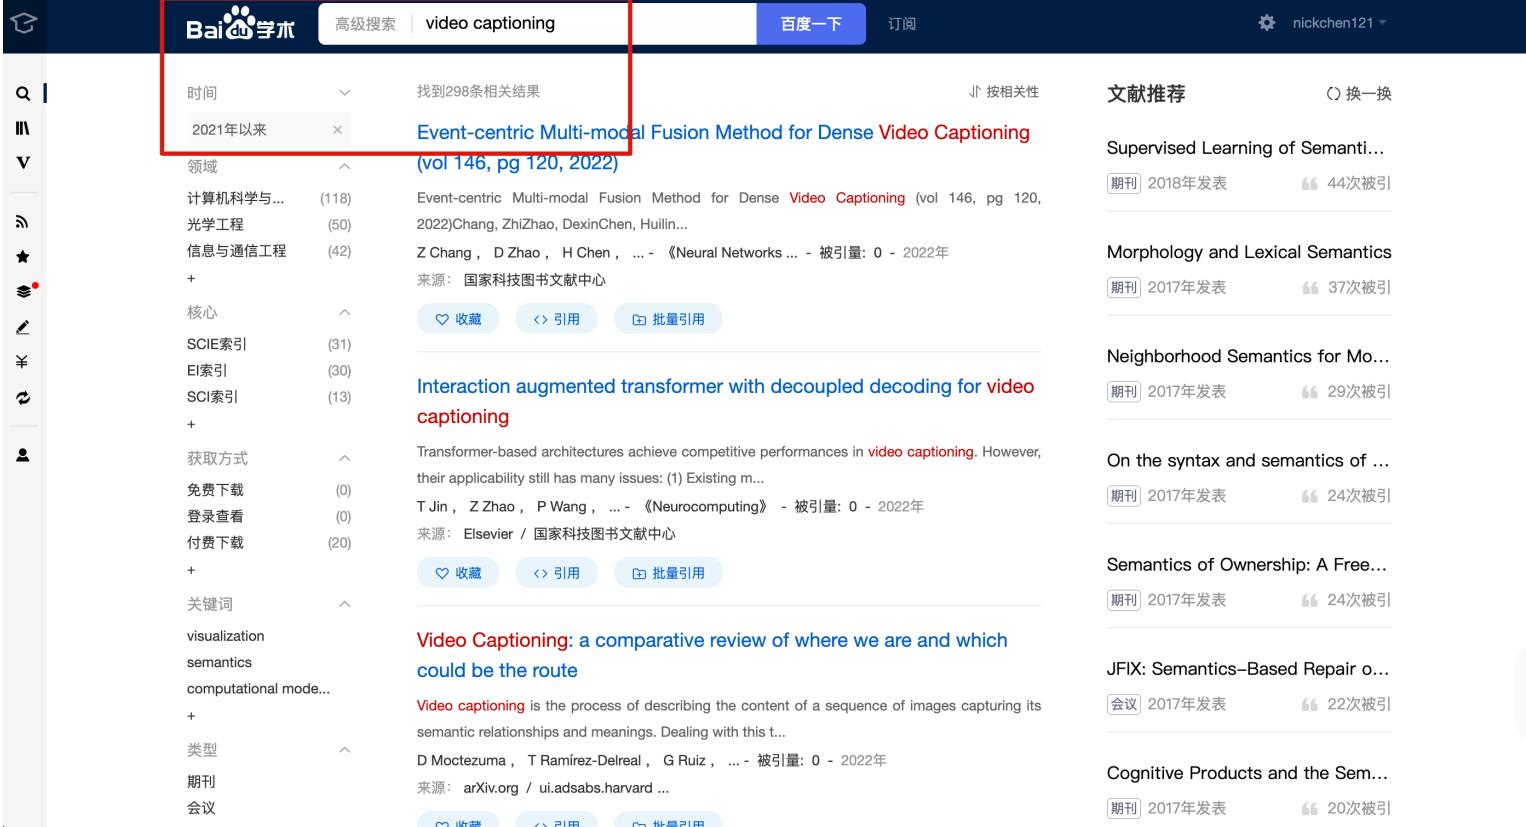 Bai du 学术
高级搜索 video captioning 百度一下 订阅 nickchen121
时间
2021年以来 ×
领域
计算机科学与... (118)
光学工程 (50)
信息与通信工程 (42)
+
核心
SCIE索引 (31)
EI索引 (30)
SCI索引 (13)
+
获取方式
免费下载 (0)
登录查看 (0)
付费下载 (20)
+
关键词
visualization
semantics
computational mode...
+
类型
期刊
会议
找到298条相关结果 按相关性
Event-centric Multi-modal Fusion Method for Dense Video Captioning
(vol 146, pg 120, 2022)
Event-centric Multi-modal Fusion Method for Dense Video Captioning (vol 146, pg 120,
2022)Chang, ZhiZhao, DexinChen, Huilin...
Z Chang , D Zhao , H Chen , ... - 《Neural Networks ... - 被引量: 0 - 2022年
来源: 国家科技图书文献中心
收藏 引用 批量引用
Interaction augmented transformer with decoupled decoding for video
captioning
Transformer-based architectures achieve competitive performances in video captioning. However,
their applicability still has many issues: (1) Existing m...
T Jin , Z Zhao , P Wang , ... - 《Neurocomputing》 - 被引量: 0 - 2022年
来源: Elsevier / 国家科技图书文献中心
收藏 引用 批量引用
Video Captioning: a comparative review of where we are and which
could be the route
Video captioning is the process of describing the content of a sequence of images capturing its
semantic relationships and meanings. Dealing with this t...
D Moctezuma , T Ramírez-Delreal , G Ruiz , ... - 被引量: 0 - 2022年
来源: arXiv.org / ui.adsabs.harvard ...
收藏 引用 批量引用
文献推荐 换一换
Supervised Learning of Semanti...
期刊 2018年发表 44次被引
Morphology and Lexical Semantics
期刊 2017年发表 37次被引
Neighborhood Semantics for Mo...
期刊 2017年发表 29次被引
On the syntax and semantics of ...
期刊 2017年发表 24次被引
Semantics of Ownership: A Free...
期刊 2017年发表 24次被引
JFIX: Semantics-Based Repair o...
会议 2017年发表 22次被引
Cognitive Products and the Sem...
期刊 2017年发表 20次被引